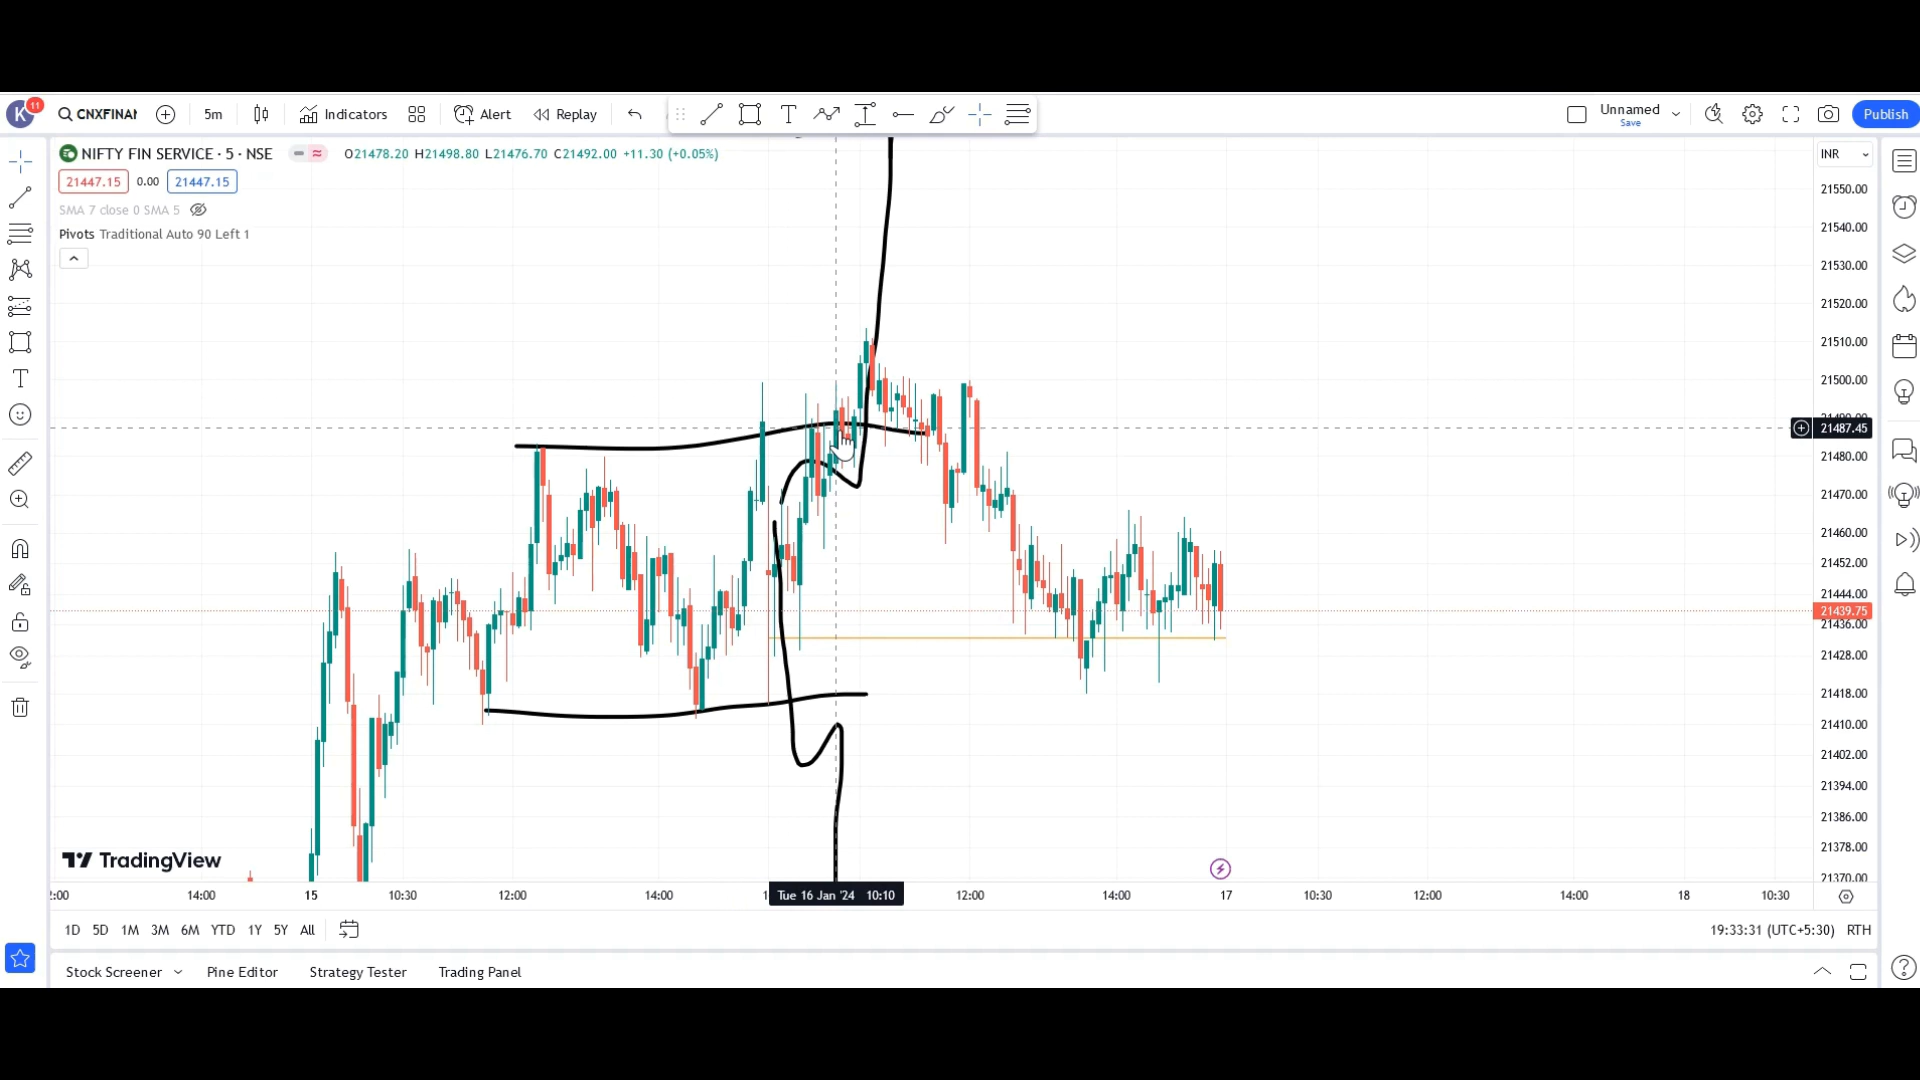 K 11 CNXFINAN 5m Indicators Alert Replay Unnamed Save Publish
NIFTY FIN SERVICE · 5 · NSE O21478.20 H21498.80 L21476.70 C21492.00 +11.30 (+0.05%) INR
21447.15 0.00 21447.15
SMA 7 close 0 SMA 5
Pivots Traditional Auto 90 Left 1
21550.00
21540.00
21530.00
21520.00
21510.00
21500.00
21490.00
21487.45
21480.00
21470.00
21460.00
21452.00
21444.00
21439.75
21436.00
21428.00
21418.00
21410.00
21402.00
21394.00
21386.00
21378.00
21370.00
TradingView
2:00 14:00 15 10:30 12:00 14:00 1 Tue 16 Jan '24 10:10 12:00 14:00 17 10:30 12:00 14:00 18 10:30
1D 5D 1M 3M 6M YTD 1Y 5Y All 19:33:31 (UTC+5:30) RTH
Stock Screener Pine Editor Strategy Tester Trading Panel